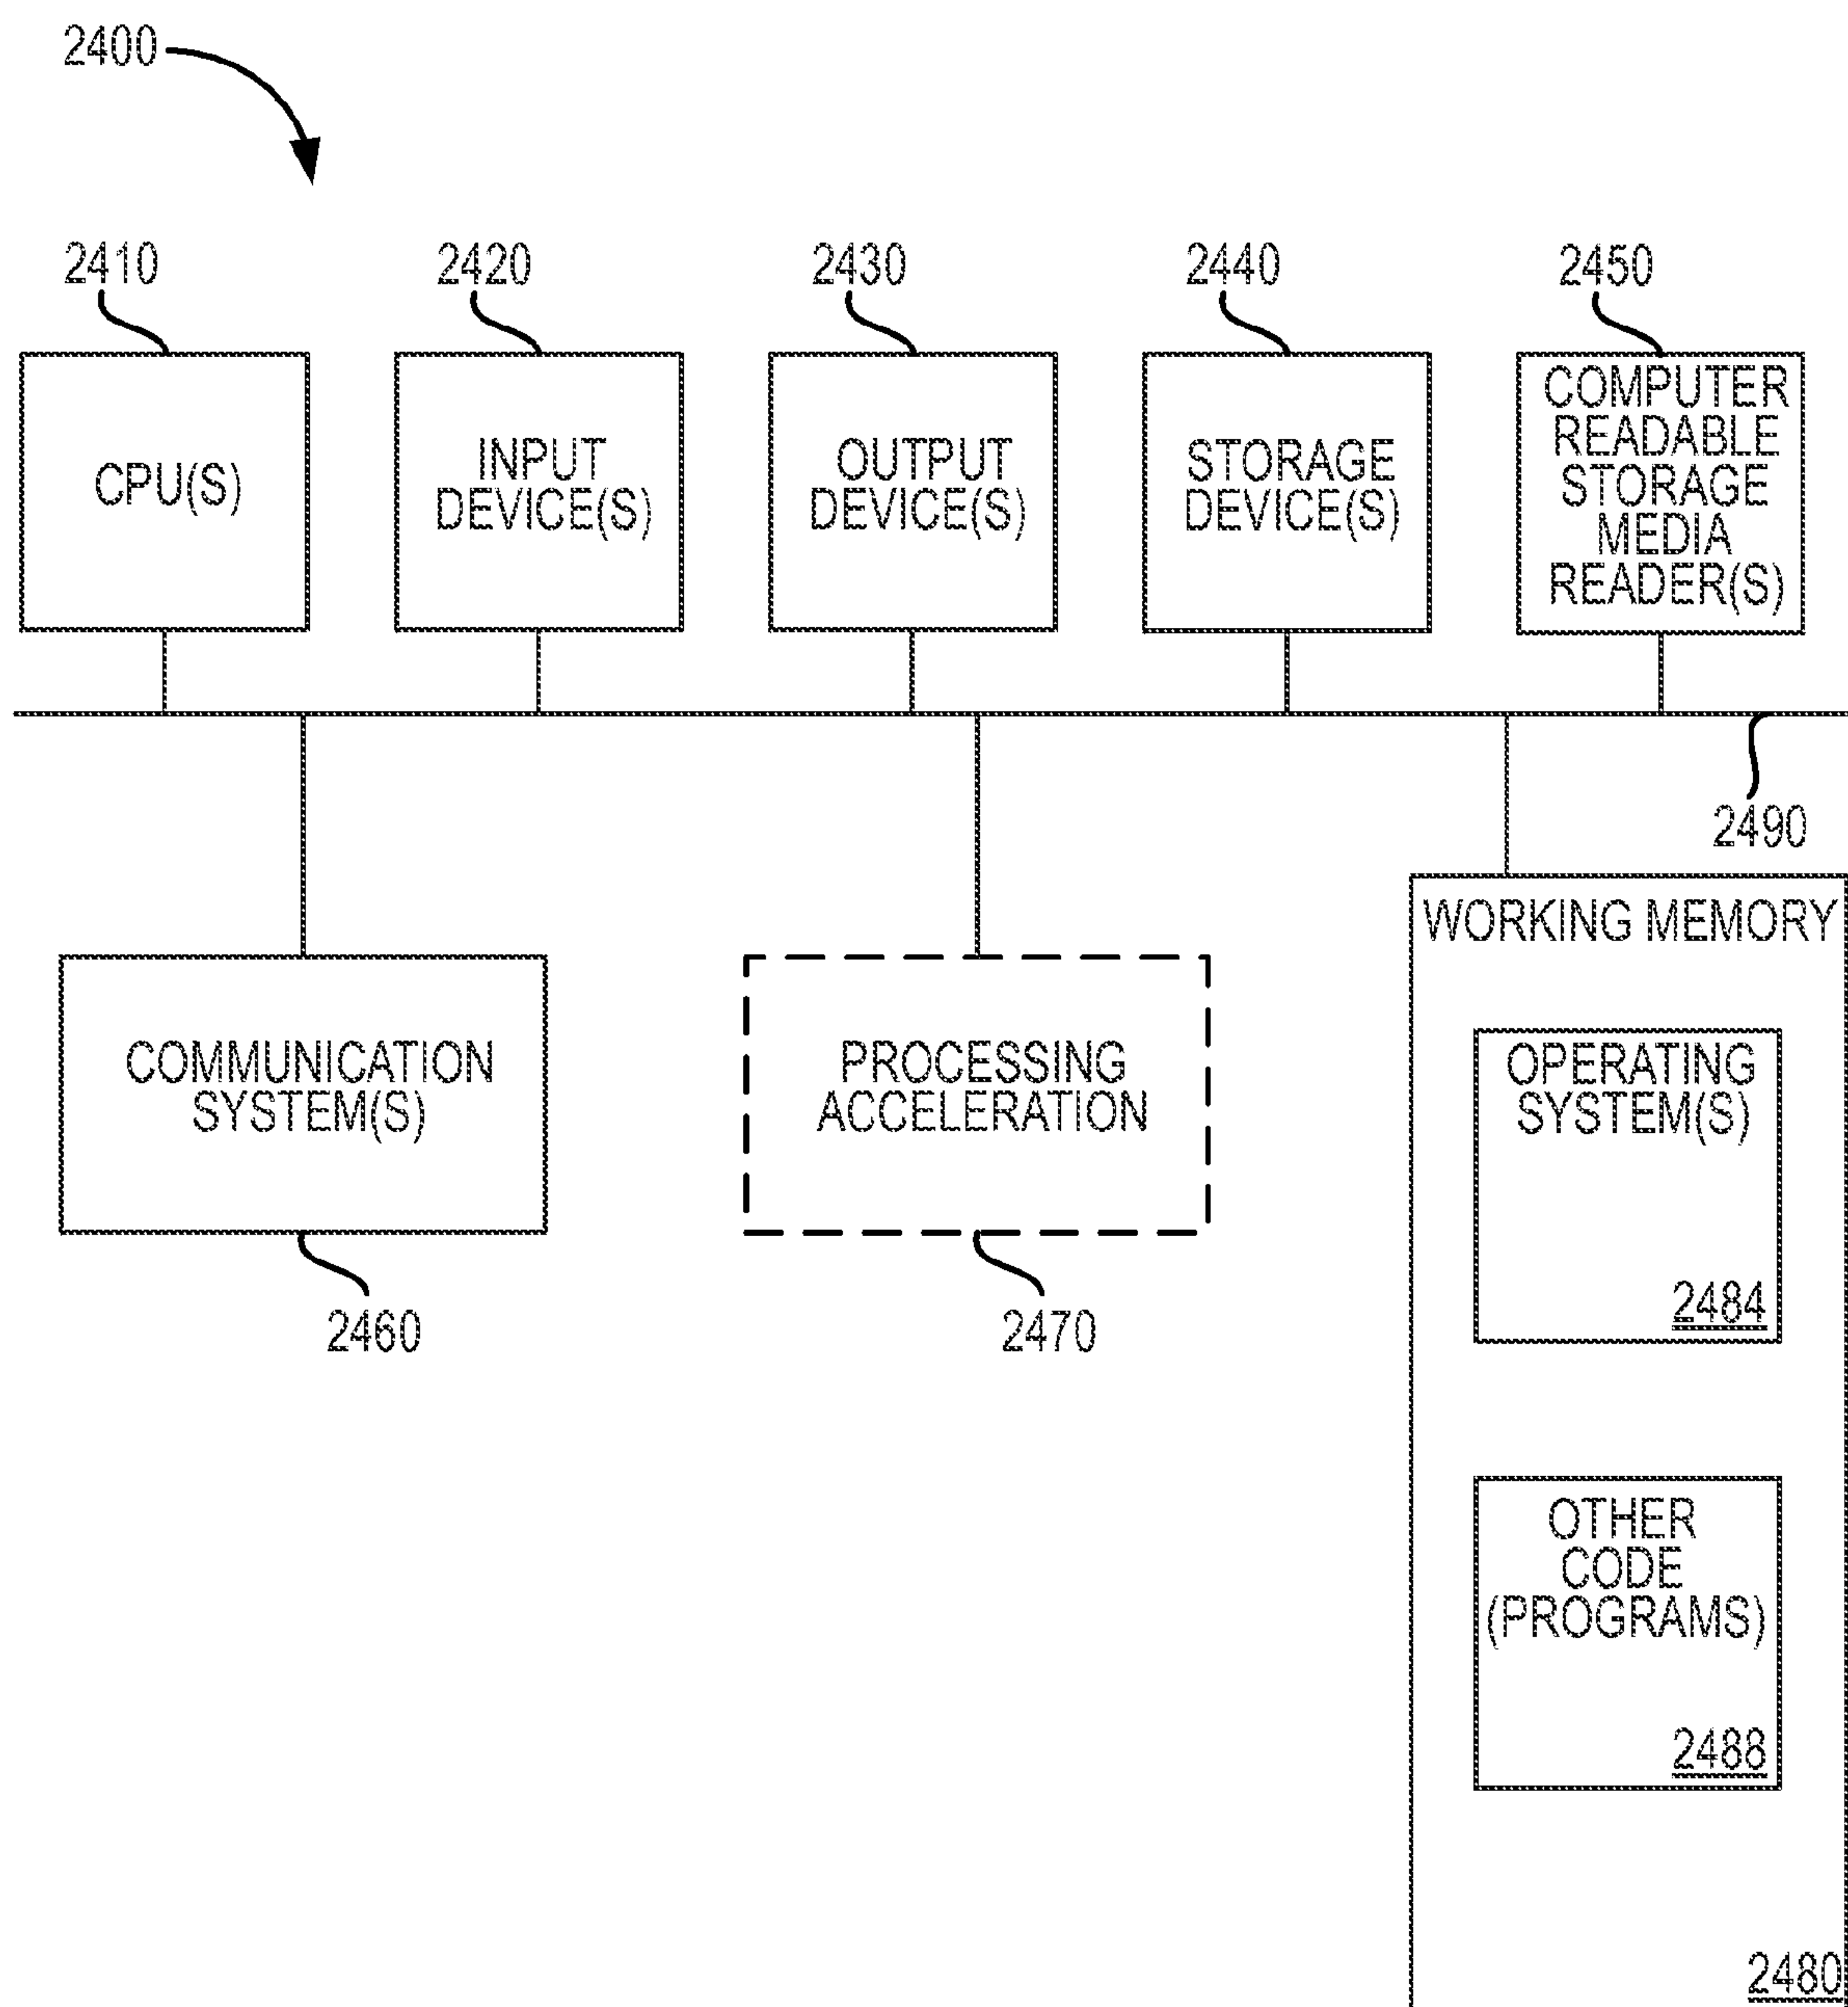 2400
2410
2420
2430
2440
2450
CPU(S)
INPUT
DEVICE(S)
OUTPUT
DEVICE(S)
STORAGE
DEVICE(S)
COMPUTER
READABLE
STORAGE
MEDIA
READER(S)
2490
COMMUNICATION
SYSTEM(S)
2460
PROCESSING
ACCELERATION
2470
WORKING MEMORY
OPERATING
SYSTEM(S)
2484
OTHER
CODE
(PROGRAMS)
2488
2480